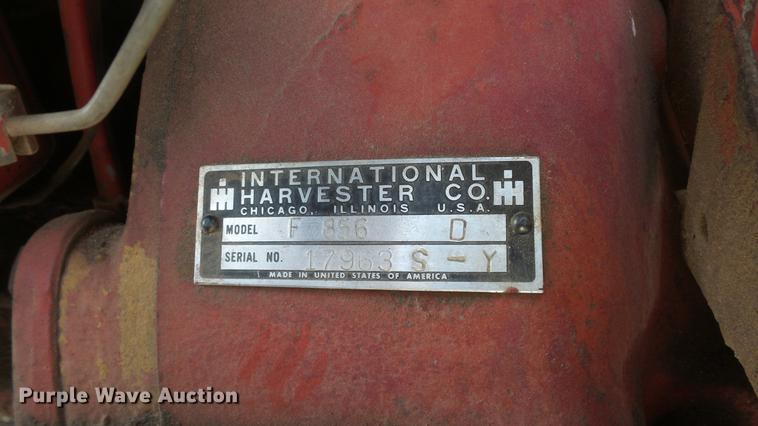 INTERNATIONAL
HARVESTER CO.
CHICAGO, ILLINOIS U.S.A.
MODEL F 856 D
SERIAL NO. 17963 S - Y
MADE IN UNITED STATES OF AMERICA
Purple Wave Auction